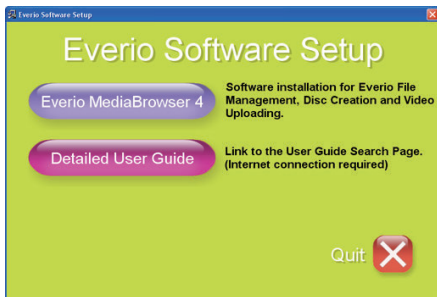 Everio Software Setup
Everio Software Setup
Everio MediaBrowser 4
Software installation for Everio File
Management, Disc Creation and Video
Uploading.
Detailed User Guide
Link to the User Guide Search Page.
(Internet connection required)
Quit